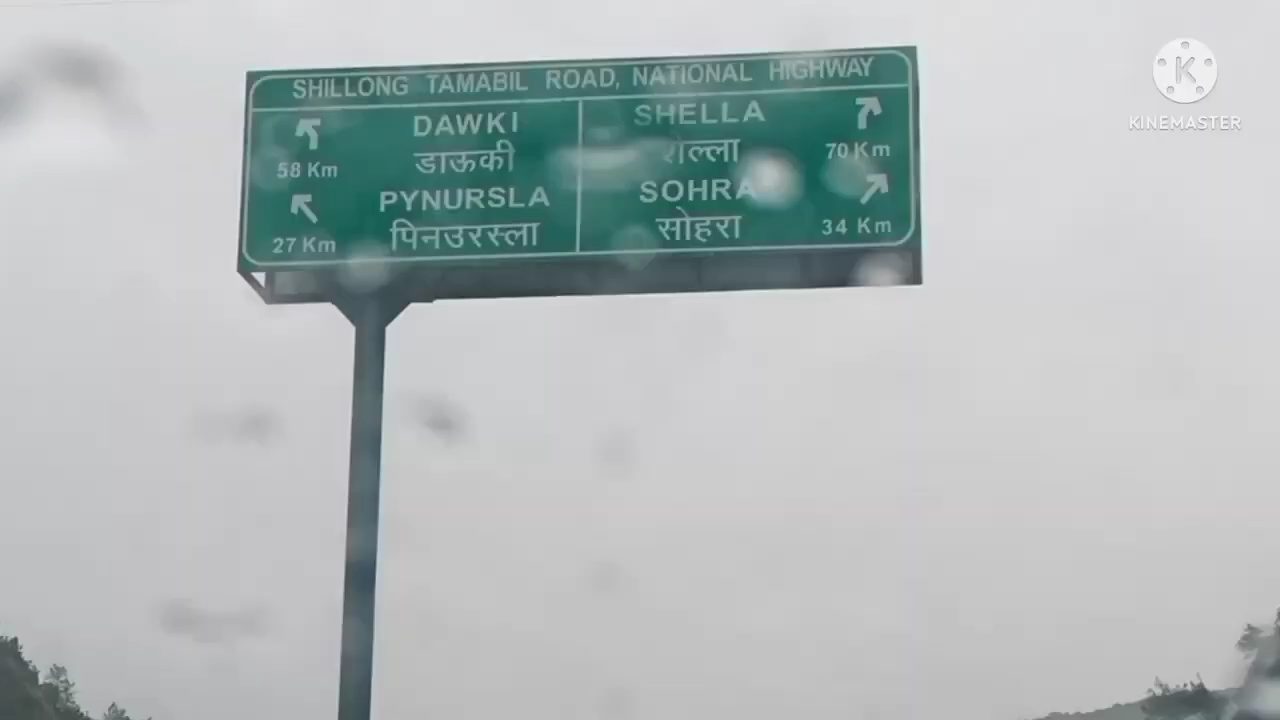 SHILLONG TAMABIL ROAD, NATIONAL HIGHWAY
DAWKI
डाऊकी
58 Km
PYNURSLA
पिनउरस्ला
27 Km
SHELLA
शेल्ला
70 Km
SOHRA
सोहरा
34 Km
K
KINEMASTER